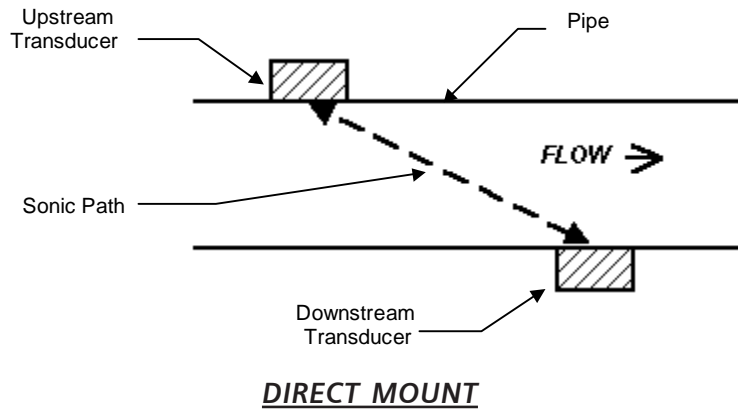 Upstream
Transducer
Pipe
FLOW
Sonic Path
Downstream
Transducer
DIRECT MOUNT